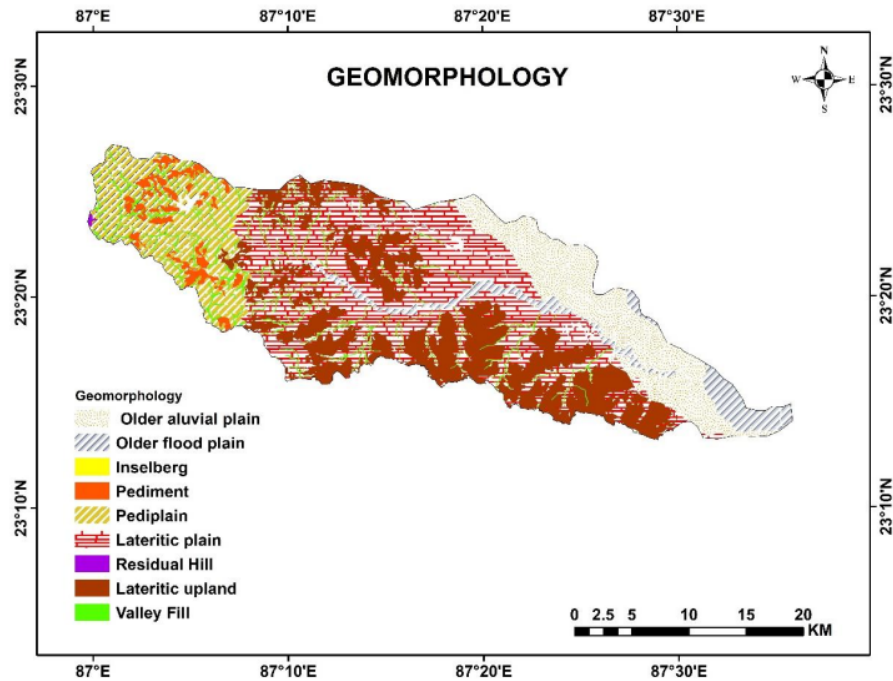 87°E 87°10'E 87°20'E 87°30'E
GEOMORPHOLOGY
N
W E
S
23°30'N 23°30'N
23°20'N 23°20'N
23°10'N 23°10'N
Geomorphology
Older aluvial plain
Older flood plain
Inselberg
Pediment
Pediplain
Lateritic plain
Residual Hill
Lateritic upland
Valley Fill
0 2.5 5 10 15 20
KM
87°E 87°10'E 87°20'E 87°30'E